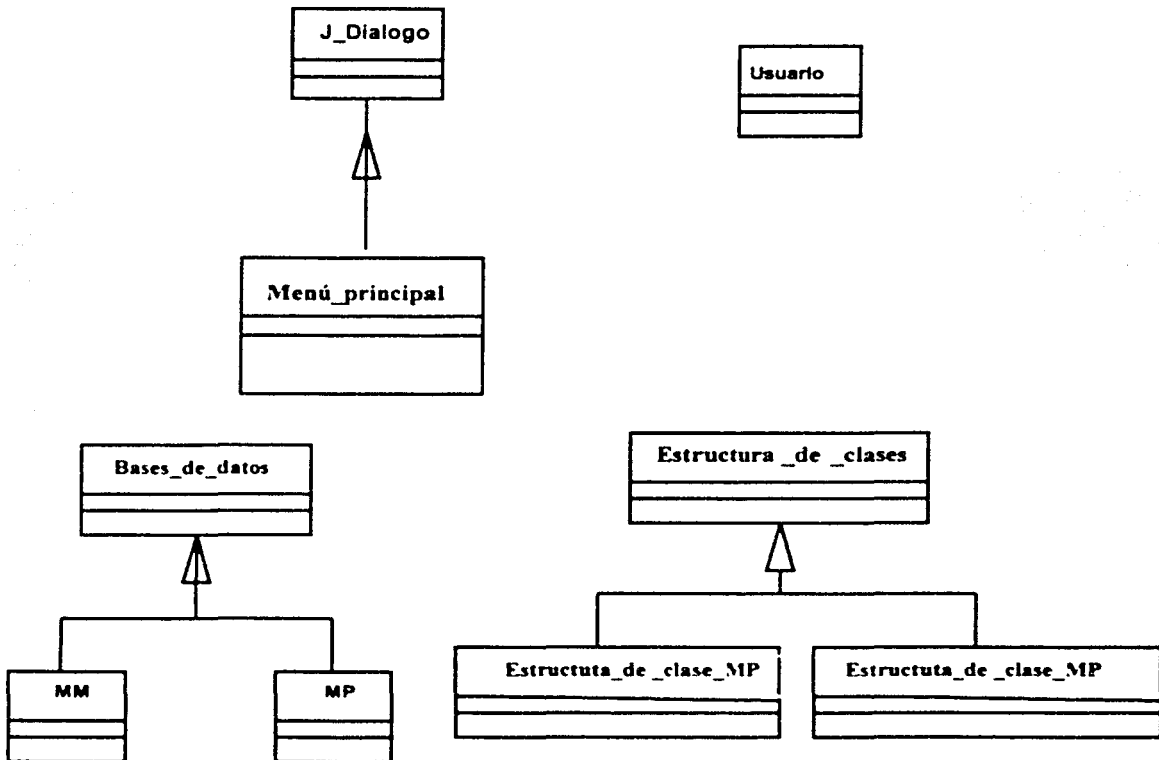 J_Dialogo
Usuario
Menú_principal
Bases_de_datos
Estructura _de _clases
MM
MP
Estructuta_de _clase_MP
Estructuta_de _clase_MP